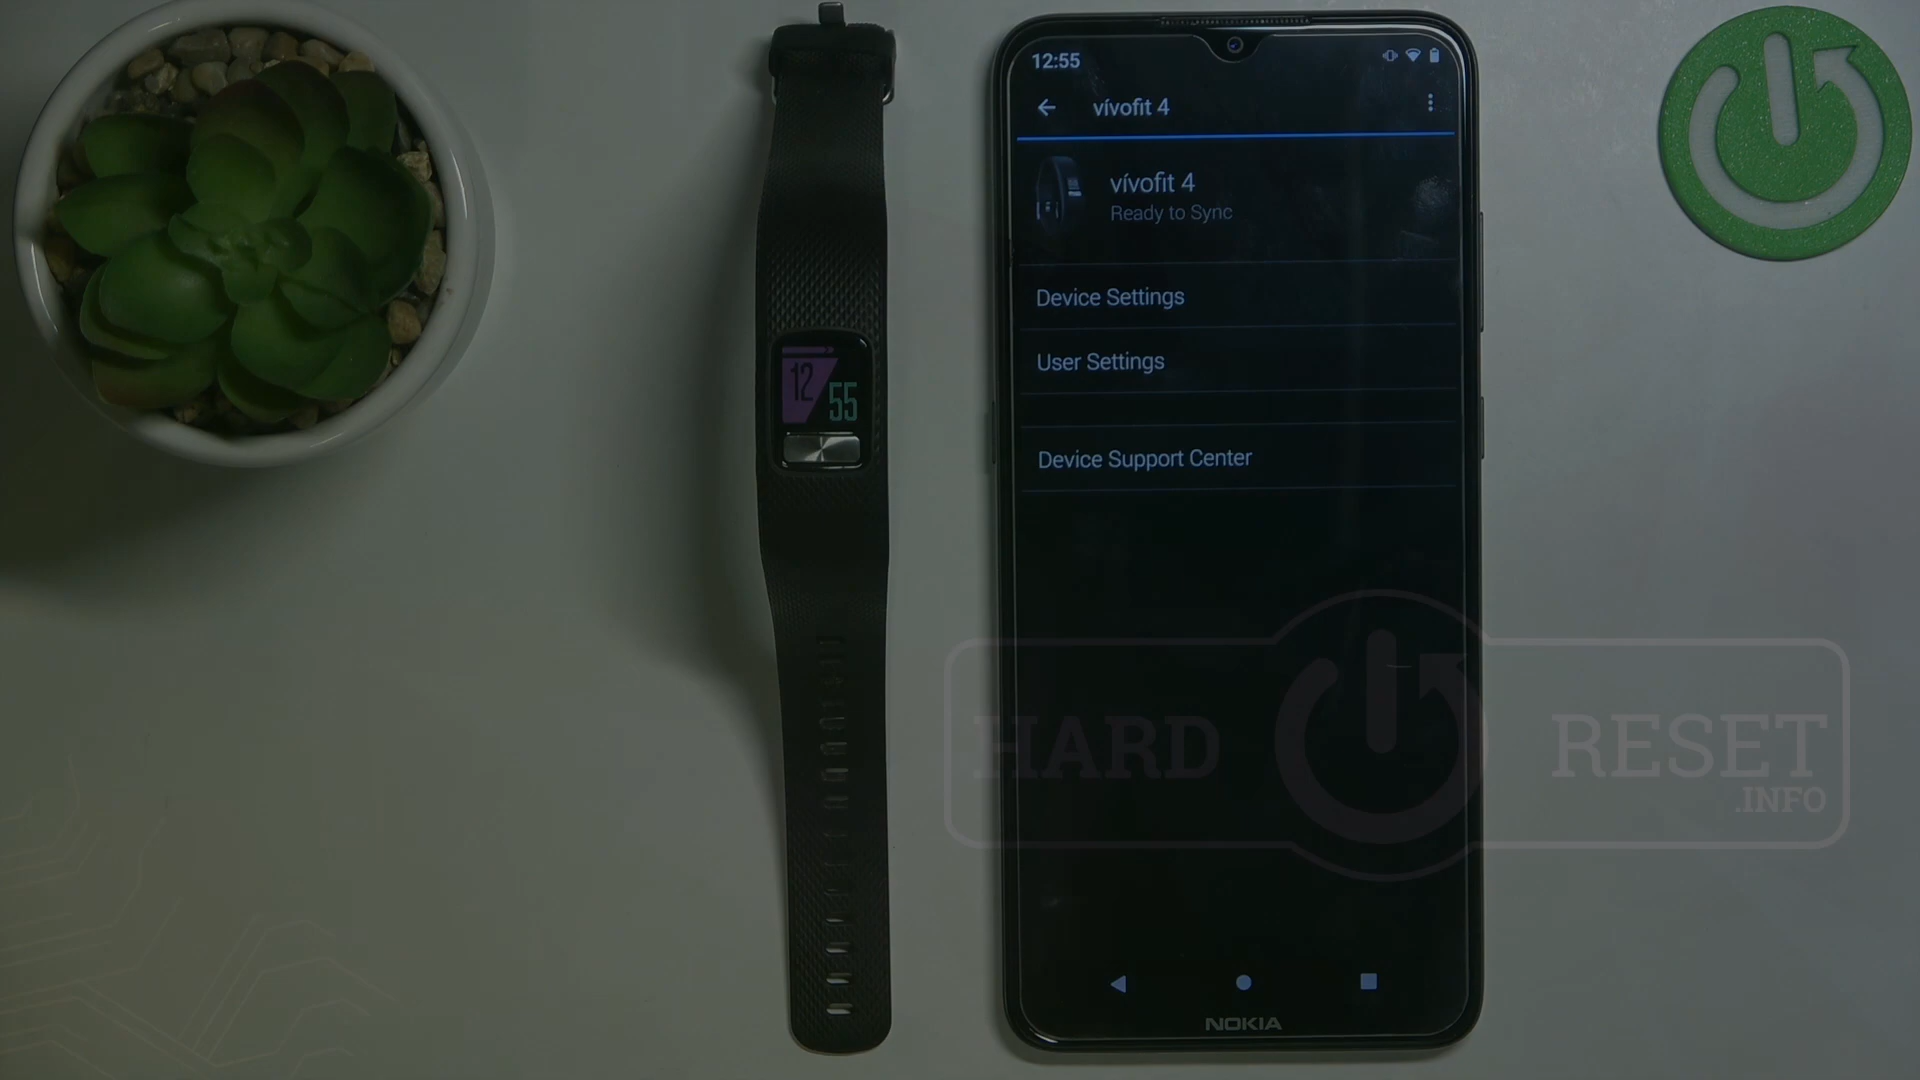 12
55
12:55
vívofit 4
vívofit 4
Ready to Sync
Device Settings
User Settings
Device Support Center
NOKIA
HARD RESET
.INFO